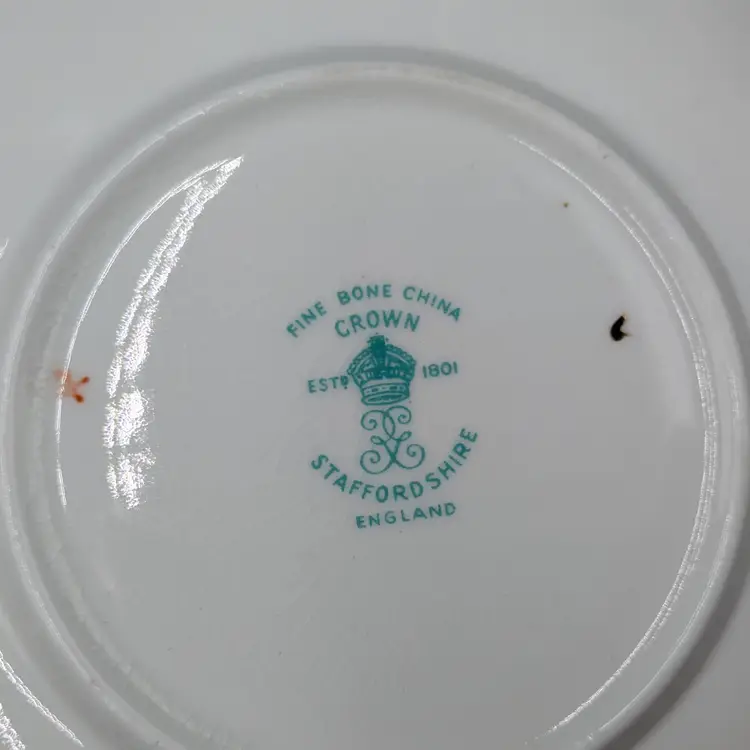 FINE BONE CHINA
CROWN
ESTD 1801
STAFFORDSHIRE
ENGLAND